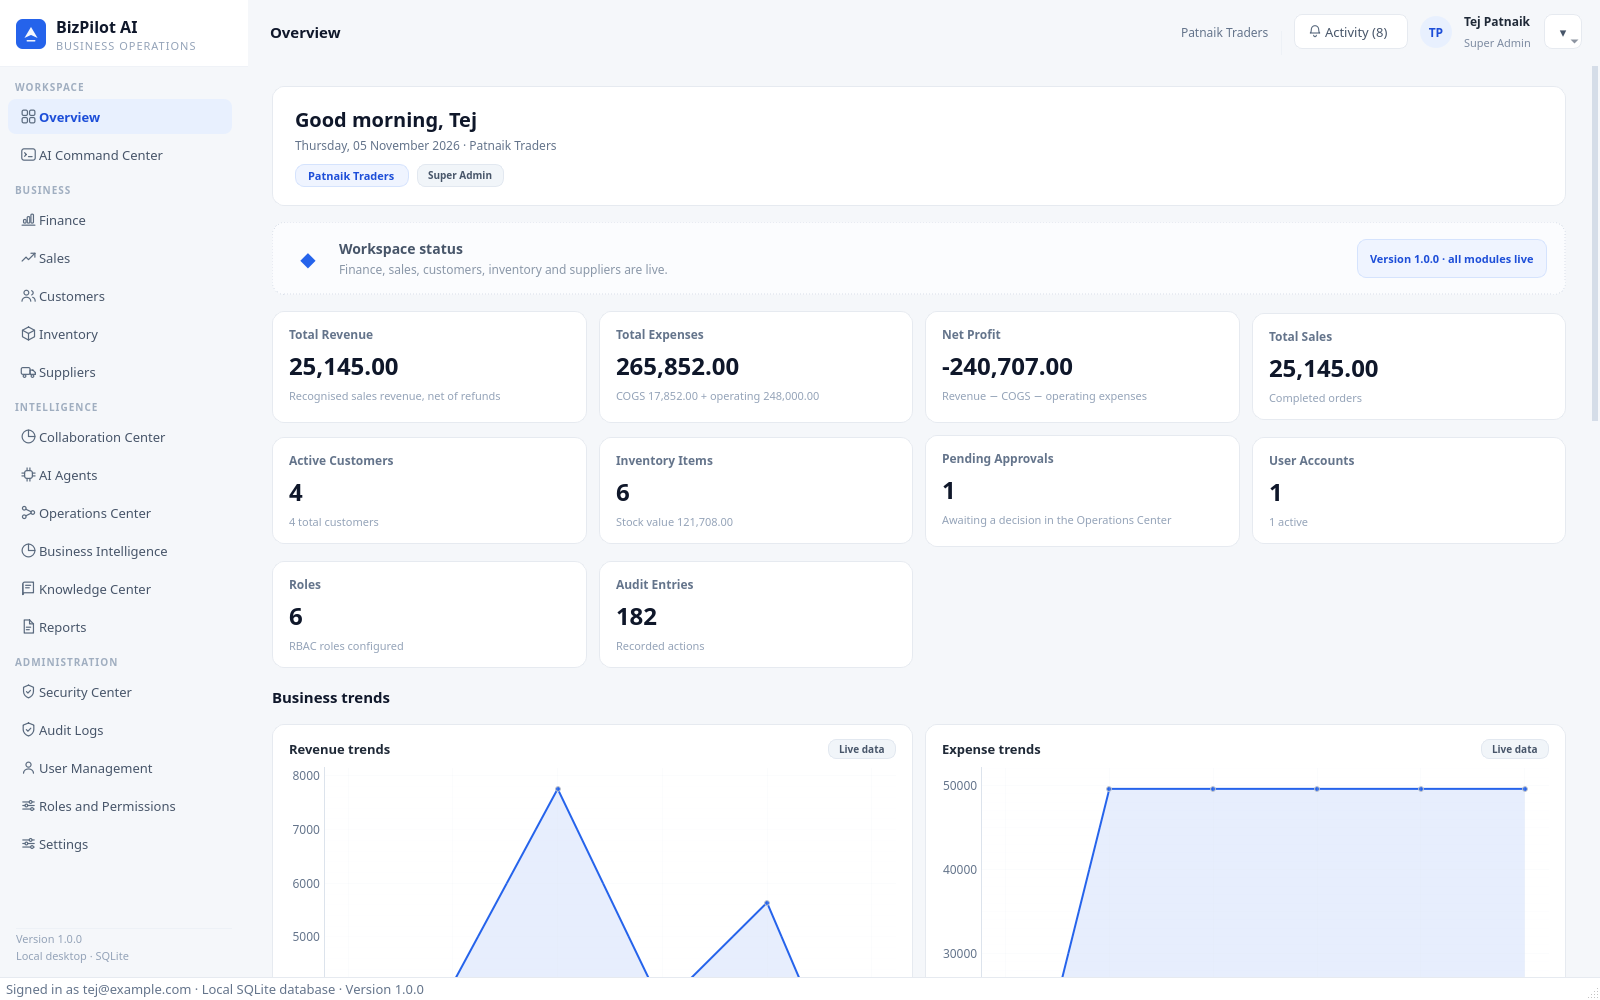 BizPilot AI
BUSINESS OPERATIONS
Overview
Patnaik Traders
Activity (8)
TP
Tej Patnaik
Super Admin
WORKSPACE
Overview
AI Command Center
BUSINESS
Finance
Sales
Customers
Inventory
Suppliers
INTELLIGENCE
Collaboration Center
AI Agents
Operations Center
Business Intelligence
Knowledge Center
Reports
ADMINISTRATION
Security Center
Audit Logs
User Management
Roles and Permissions
Settings
Version 1.0.0
Local desktop · SQLite
Good morning, Tej
Thursday, 05 November 2026 · Patnaik Traders
Patnaik Traders
Super Admin
Workspace status
Finance, sales, customers, inventory and suppliers are live.
Version 1.0.0 · all modules live
Total Revenue
25,145.00
Recognised sales revenue, net of refunds
Total Expenses
265,852.00
COGS 17,852.00 + operating 248,000.00
Net Profit
-240,707.00
Revenue − COGS − operating expenses
Total Sales
25,145.00
Completed orders
Active Customers
4
4 total customers
Inventory Items
6
Stock value 121,708.00
Pending Approvals
1
Awaiting a decision in the Operations Center
User Accounts
1
1 active
Roles
6
RBAC roles configured
Audit Entries
182
Recorded actions
Business trends
Revenue trends
Live data
8000
7000
6000
5000
Expense trends
Live data
50000
40000
30000
Signed in as tej@example.com · Local SQLite database · Version 1.0.0